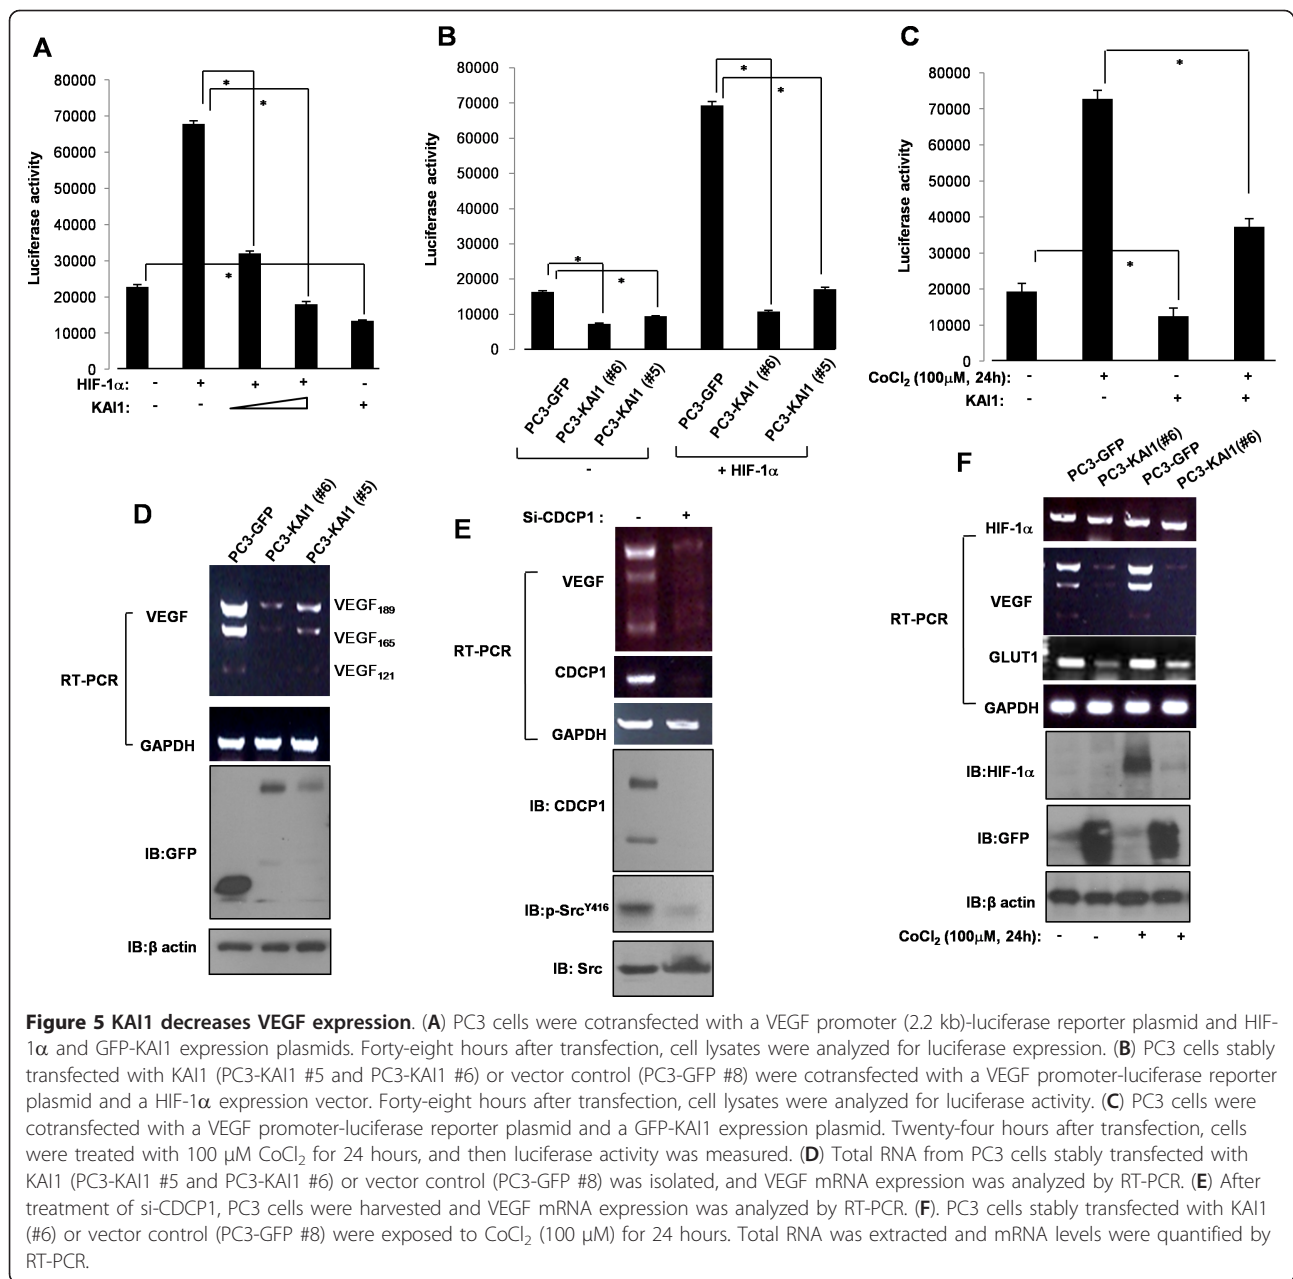 A
80000
70000
60000
50000
40000
30000
20000
10000
0
Luciferase activity
*
*
*
HIF-1α: - + + + -
KAI1: - - +
B
80000
70000
60000
50000
40000
30000
20000
10000
0
Luciferase activity
*
*
*
*
PC3-GFP
PC3-KAI1 (#6)
PC3-KAI1 (#5)
PC3-GFP
PC3-KAI1 (#6)
PC3-KAI1 (#5)
-
+ HIF-1α
C
80000
70000
60000
50000
40000
30000
20000
10000
0
Luciferase activity
*
*
CoCl2 (100μM, 24h): - + - +
KAI1: - - + +
D
PC3-GFP
PC3-KAI1 (#6)
PC3-KAI1 (#5)
RT-PCR
VEGF
VEGF189
VEGF165
VEGF121
GAPDH
IB:GFP
IB:β actin
E
Si-CDCP1 : - +
RT-PCR
VEGF
CDCP1
GAPDH
IB: CDCP1
IB:p-SrcY416
IB: Src
F
PC3-GFP
PC3-KAI1(#6)
PC3-GFP
PC3-KAI1(#6)
RT-PCR
HIF-1α
VEGF
GLUT1
GAPDH
IB:HIF-1α
IB:GFP
IB:β actin
CoCl2 (100μM, 24h): - - + +
Figure 5 KAI1 decreases VEGF expression. (A) PC3 cells were cotransfected with a VEGF promoter (2.2 kb)-luciferase reporter plasmid and HIF-
1α and GFP-KAI1 expression plasmids. Forty-eight hours after transfection, cell lysates were analyzed for luciferase expression. (B) PC3 cells stably
transfected with KAI1 (PC3-KAI1 #5 and PC3-KAI1 #6) or vector control (PC3-GFP #8) were cotransfected with a VEGF promoter-luciferase reporter
plasmid and a HIF-1α expression vector. Forty-eight hours after transfection, cell lysates were analyzed for luciferase activity. (C) PC3 cells were
cotransfected with a VEGF promoter-luciferase reporter plasmid and a GFP-KAI1 expression plasmid. Twenty-four hours after transfection, cells
were treated with 100 μM CoCl2 for 24 hours, and then luciferase activity was measured. (D) Total RNA from PC3 cells stably transfected with
KAI1 (PC3-KAI1 #5 and PC3-KAI1 #6) or vector control (PC3-GFP #8) was isolated, and VEGF mRNA expression was analyzed by RT-PCR. (E) After
treatment of si-CDCP1, PC3 cells were harvested and VEGF mRNA expression was analyzed by RT-PCR. (F). PC3 cells stably transfected with KAI1
(#6) or vector control (PC3-GFP #8) were exposed to CoCl2 (100 μM) for 24 hours. Total RNA was extracted and mRNA levels were quantified by
RT-PCR.